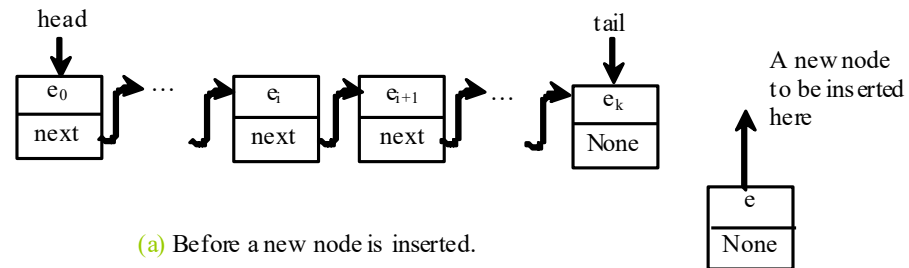 head
tail
A new node
to be inserted
here
e0
…
ei
ei+1
…
ek
next
next
next
None
e
None
(a) Before a new node is inserted.